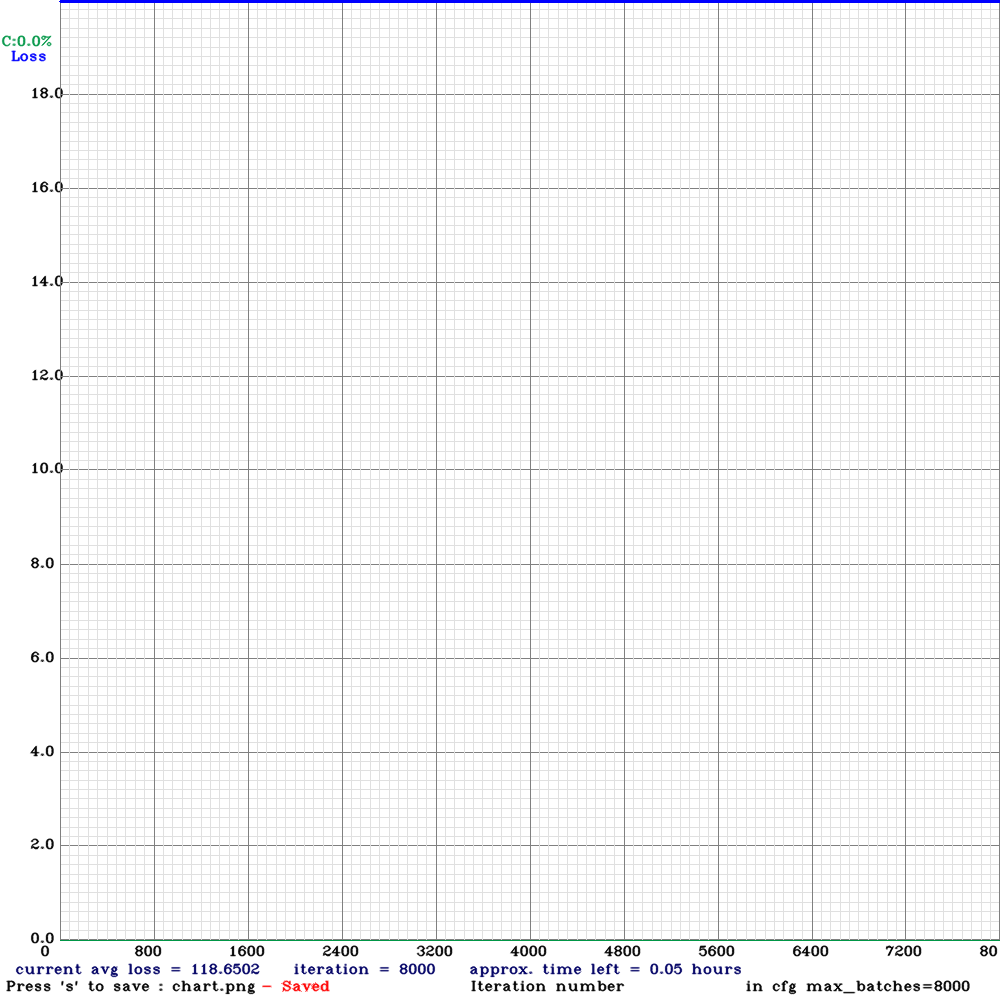 C:0.0%
Loss
18.0
16.0
14.0
12.0
10.0
8.0
6.0
4.0
2.0
0.0
0 800 1600 2400 3200 4000 4800 5600 6400 7200 80
current avg loss = 118.6502 iteration = 8000 approx. time left = 0.05 hours
Press 's' to save : chart.png - Saved Iteration number in cfg max_batches=8000